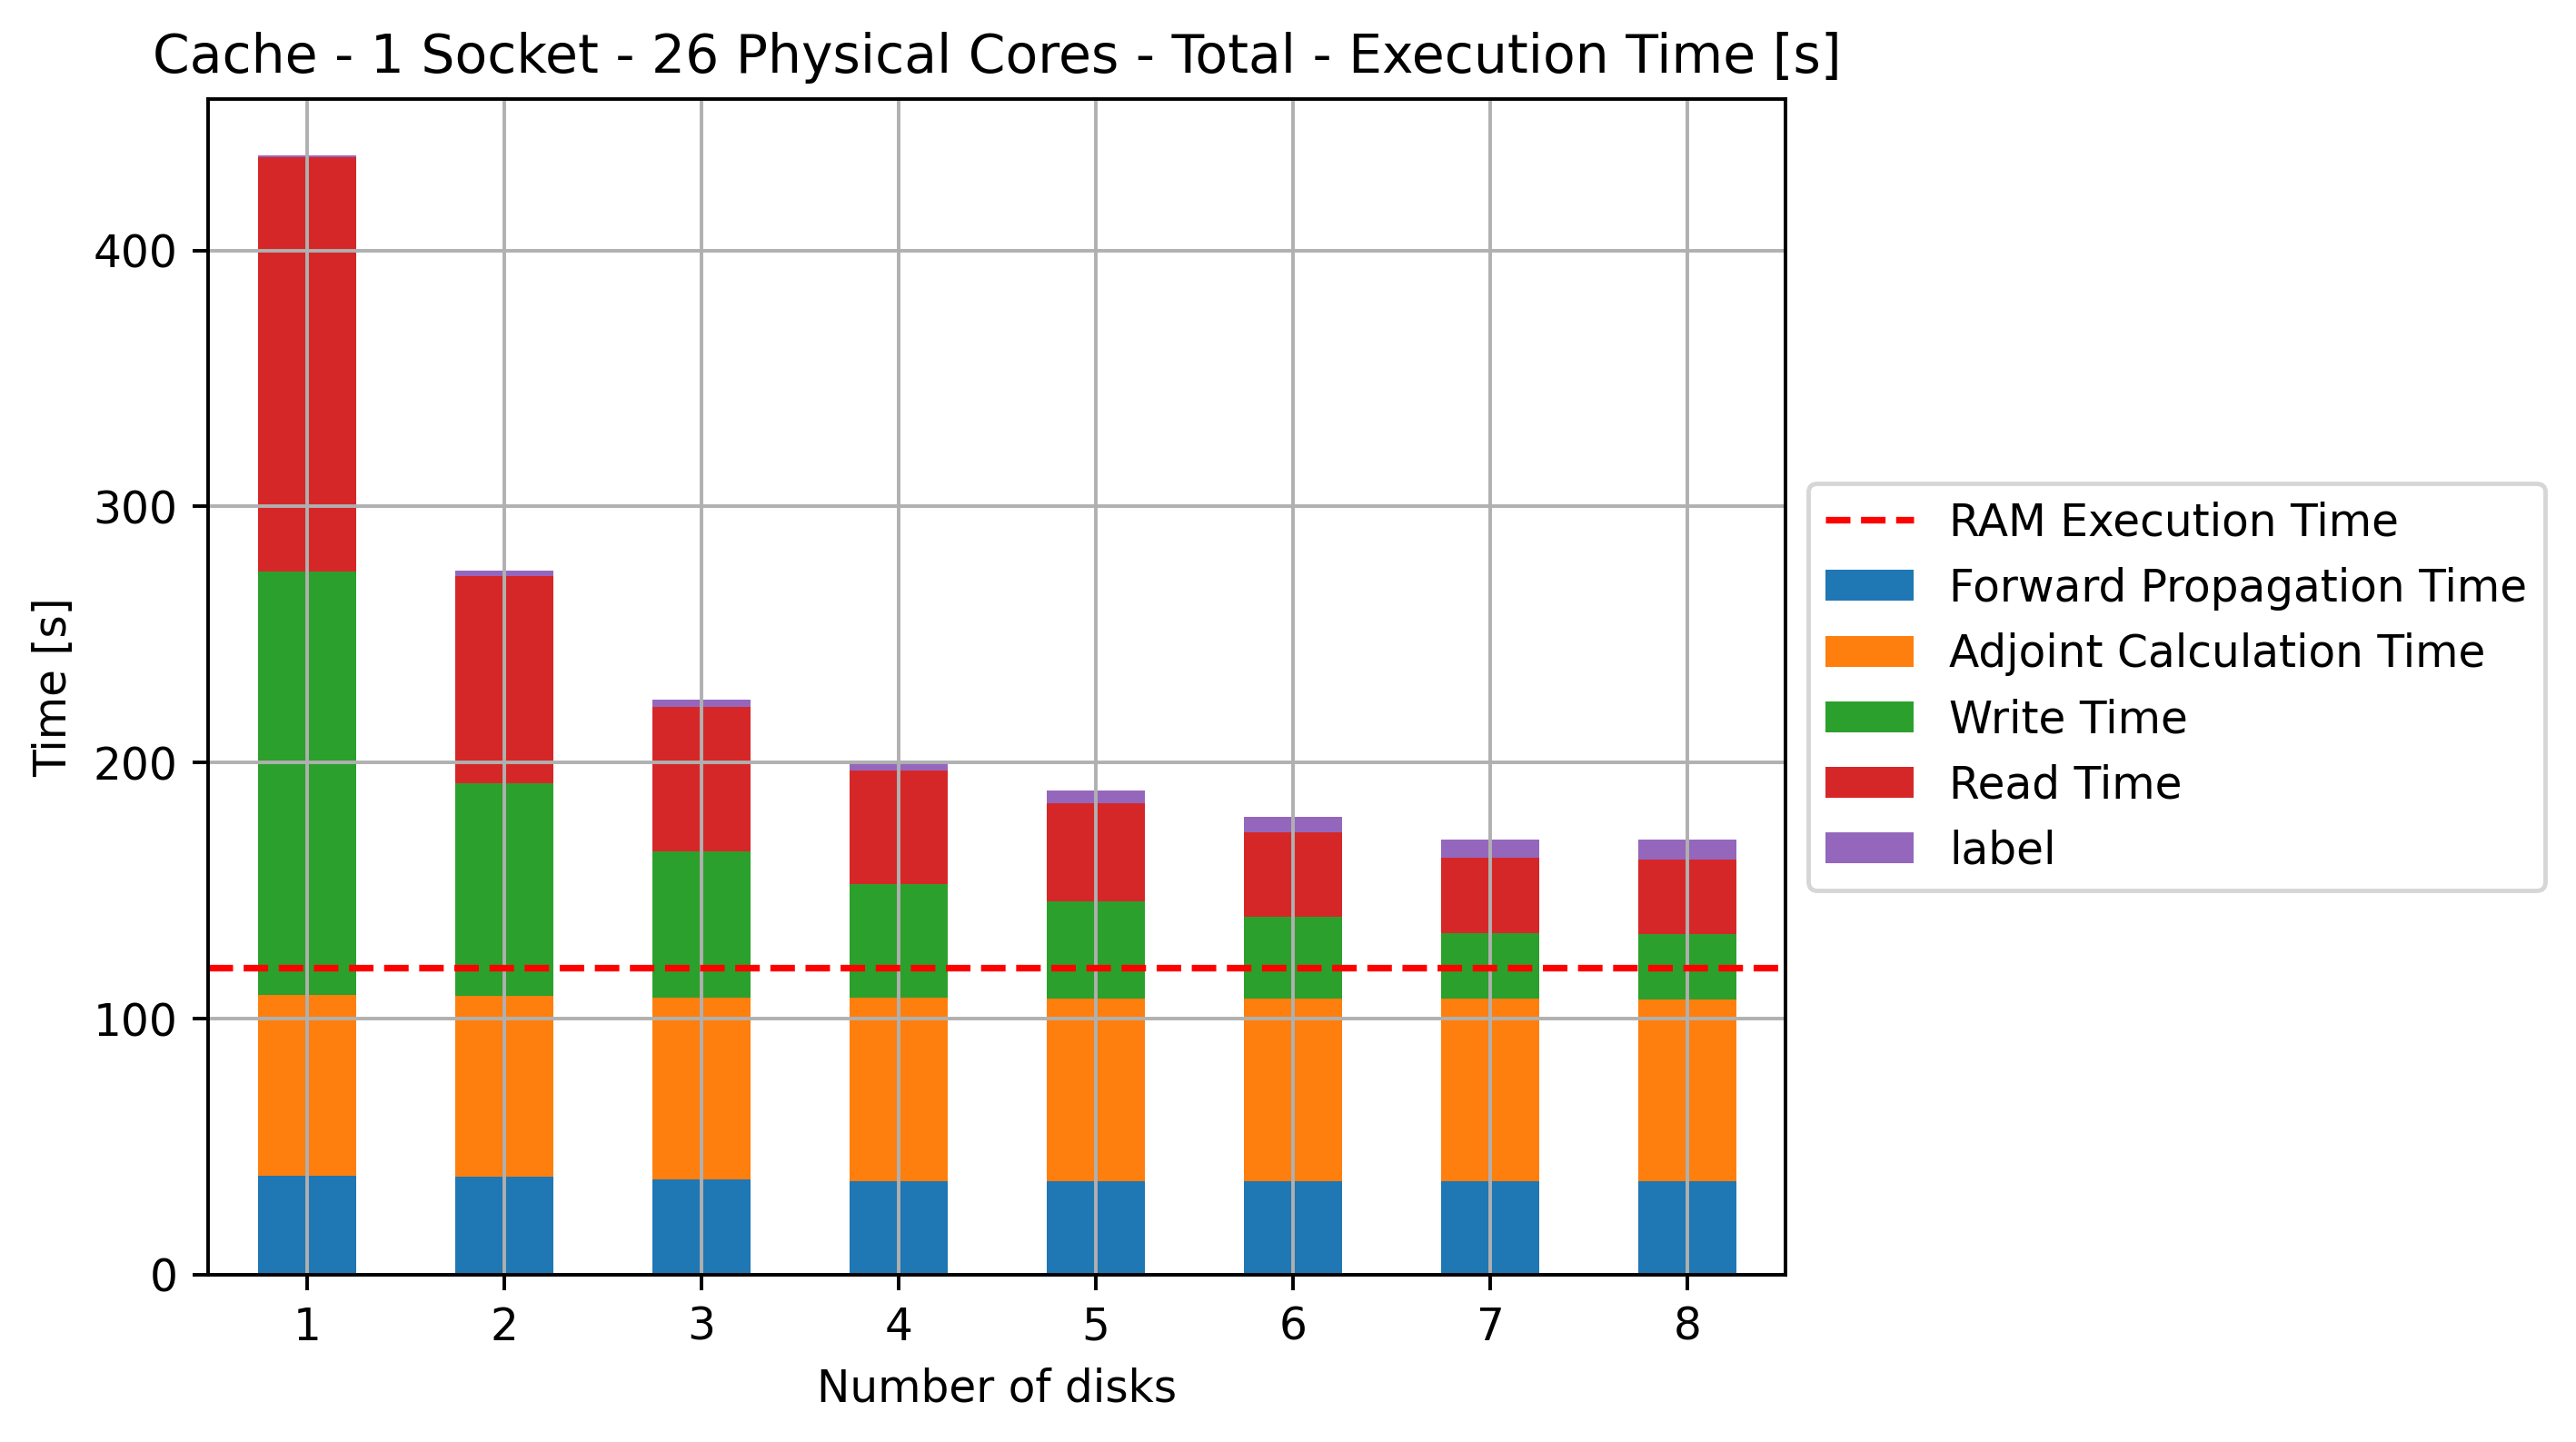 Cache - 1 Socket - 26 Physical Cores - Total - Execution Time [s]
Time [s]
400
300
200
100
0
1 2 3 4 5 6 7 8
Number of disks
RAM Execution Time
Forward Propagation Time
Adjoint Calculation Time
Write Time
Read Time
label